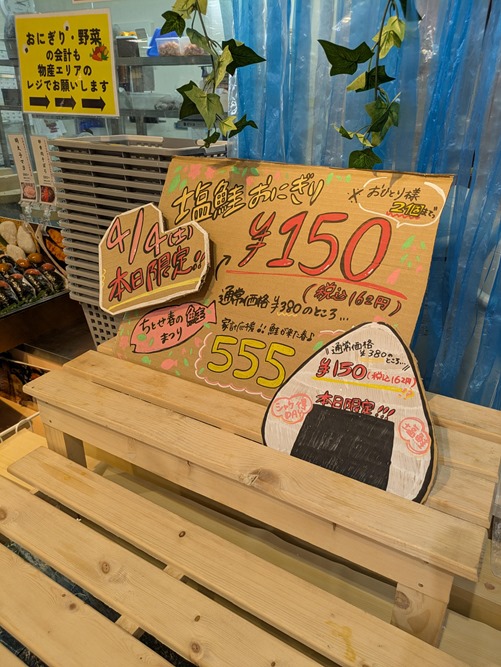 おにぎり・野菜
の会計も
物産エリアの
レジでお願いします
塩鮭おにぎり
※おひとり様
2個まで
4/4(土)
本日限定!!
¥150
(税込162円)
通常価格¥380のところ...
ちとせ春の鮭
まつり
555
通常価格
¥380のところ...
¥150(税込162円)
本日限定!!!
塩鮭